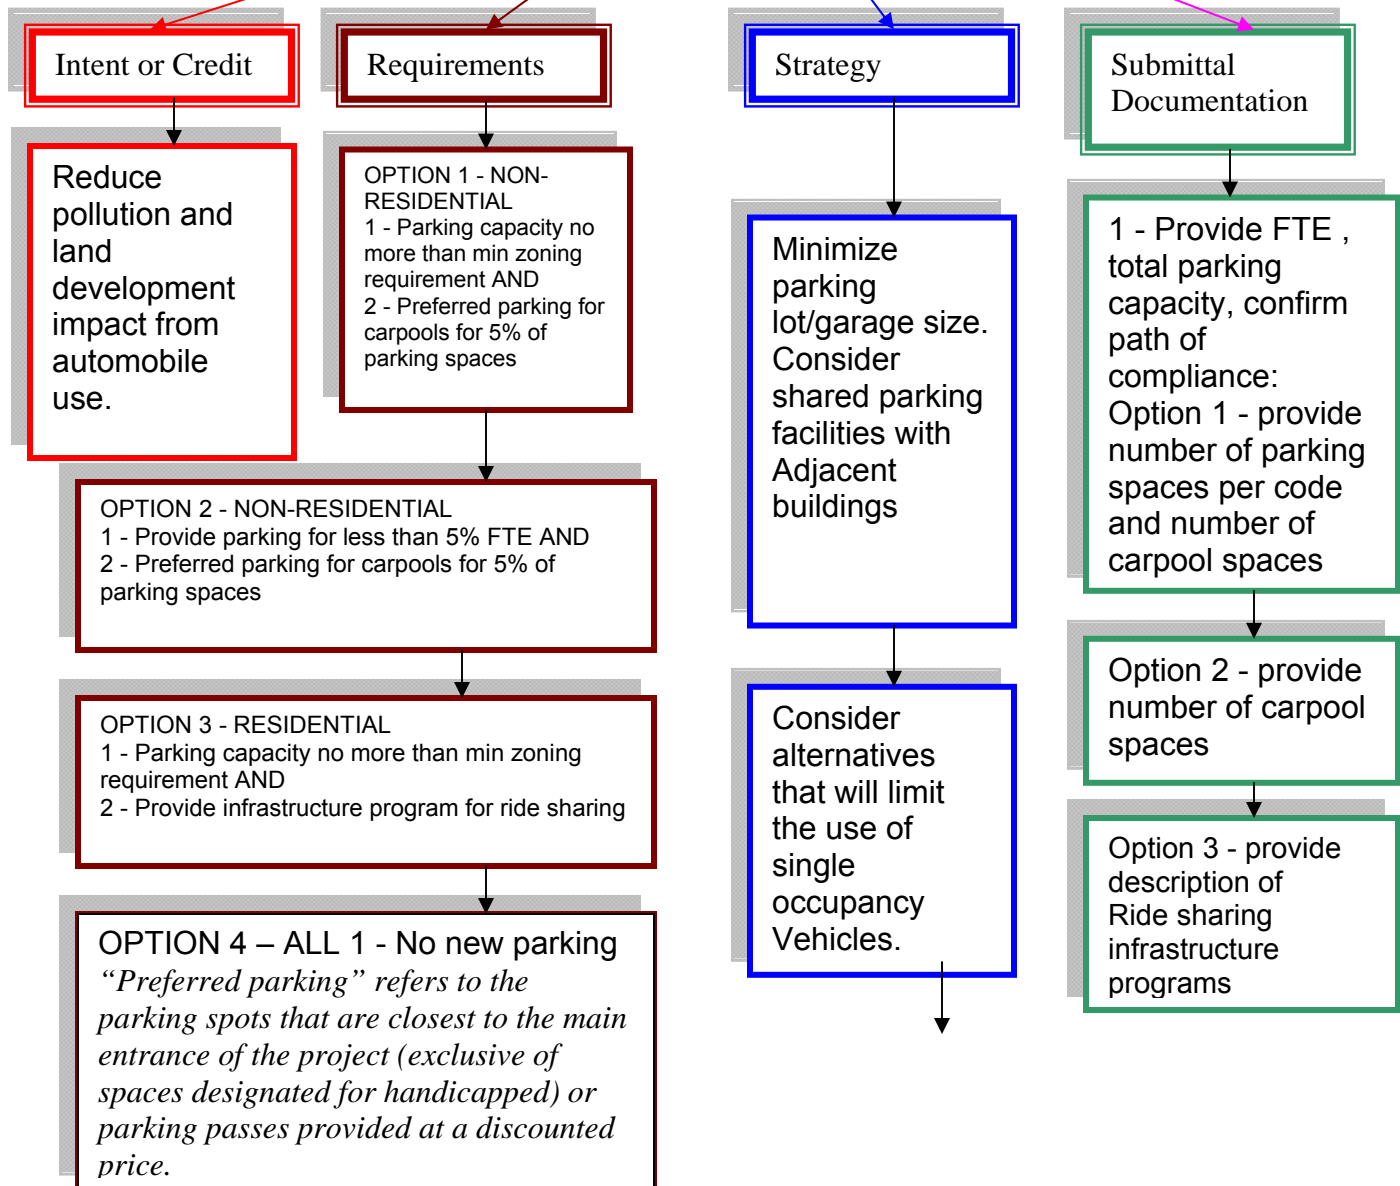 Intent or Credit
Reduce
pollution and
land
development
impact from
automobile
use.
Requirements
OPTION 1 - NON-
RESIDENTIAL
1 - Parking capacity no
more than min zoning
requirement AND
2 - Preferred parking for
carpools for 5% of
parking spaces
OPTION 2 - NON-RESIDENTIAL
1 - Provide parking for less than 5% FTE AND
2 - Preferred parking for carpools for 5% of
parking spaces
OPTION 3 - RESIDENTIAL
1 - Parking capacity no more than min zoning
requirement AND
2 - Provide infrastructure program for ride sharing
OPTION 4 – ALL 1 - No new parking
“Preferred parking” refers to the
parking spots that are closest to the main
entrance of the project (exclusive of
spaces designated for handicapped) or
parking passes provided at a discounted
price.
Strategy
Minimize
parking
lot/garage size.
Consider
shared parking
facilities with
Adjacent
buildings
Consider
alternatives
that will limit
the use of
single
occupancy
Vehicles.
Submittal
Documentation
1 - Provide FTE ,
total parking
capacity, confirm
path of
compliance:
Option 1 - provide
number of parking
spaces per code
and number of
carpool spaces
Option 2 - provide
number of carpool
spaces
Option 3 - provide
description of
Ride sharing
infrastructure
programs